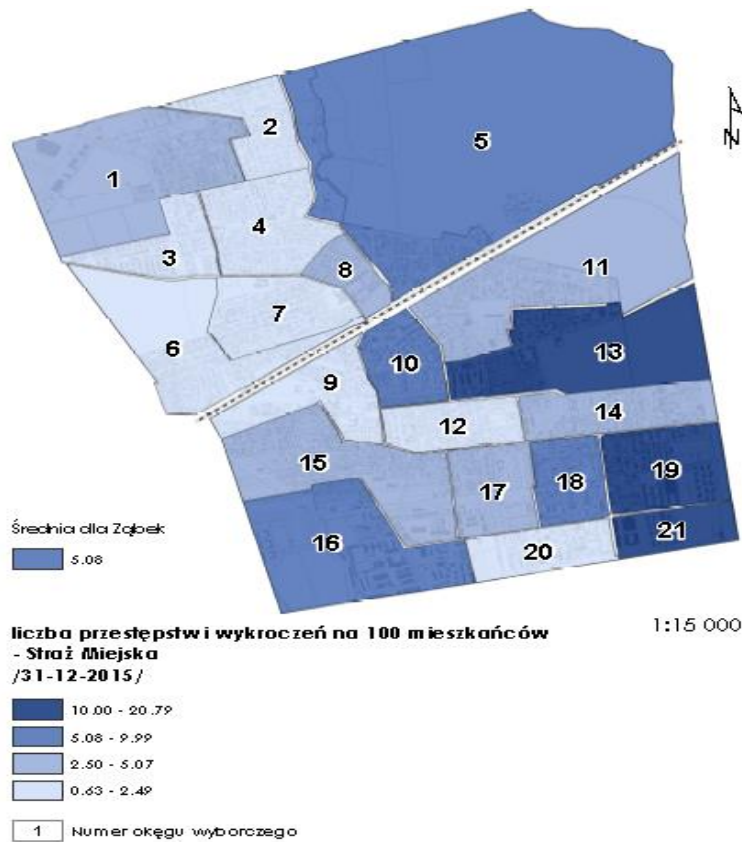 5
2
N
1
4
3
8
11
7
6
13
9
10
14
12
15
19
17
18
16
21
20
Średnia dla Ząbek
5.08
1:15 000
liczba przestępstw i wykroczeń na 100 mieszkańców
- Straż Miejska
/31-12-2015/
10.00 - 20.79
5.08 - 9.99
2.50 - 5.07
0.63 - 2.49
1 Numer okęgu wyborczego